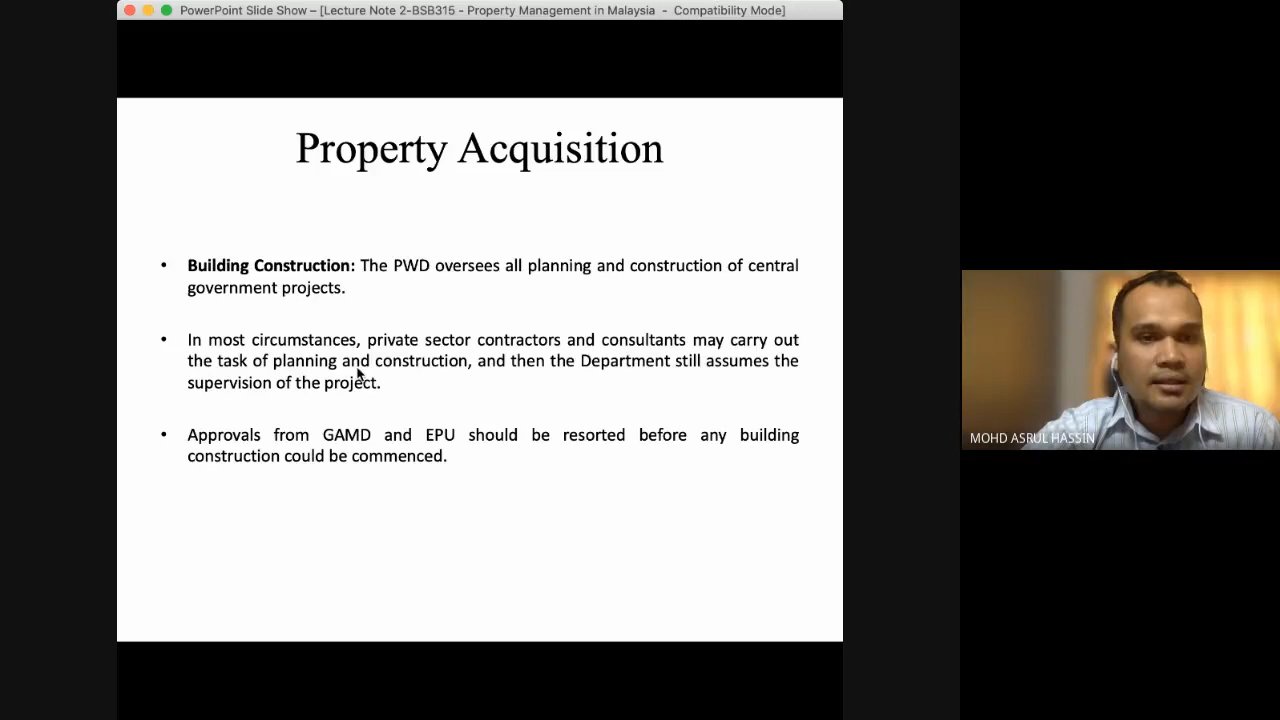 PowerPoint Slide Show – [Lecture Note 2-BSB315 - Property Management in Malaysia - Compatibility Mode]
Property Acquisition
• Building Construction: The PWD oversees all planning and construction of central
government projects.
• In most circumstances, private sector contractors and consultants may carry out
the task of planning and construction, and then the Department still assumes the
supervision of the project.
• Approvals from GAMD and EPU should be resorted before any building
construction could be commenced.
MOHD ASRUL HASSIN